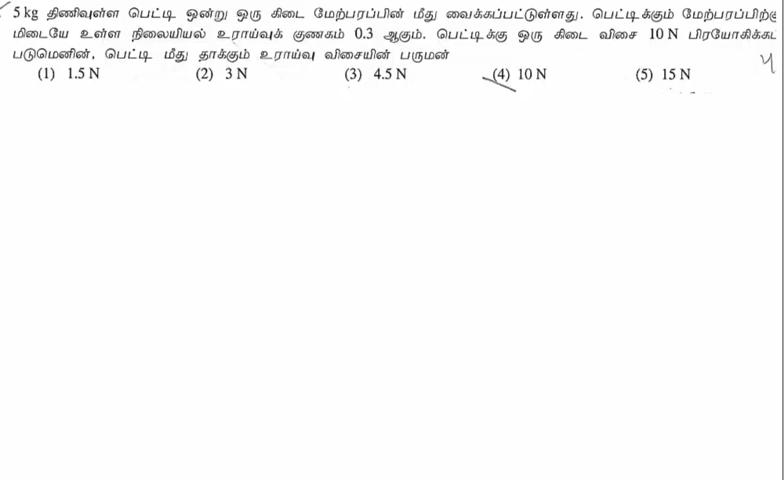 5 kg திணிவுள்ள பெட்டி ஒன்று ஒரு கிடை மேற்பரப்பின் மீது வைக்கப்பட்டுள்ளது. பெட்டிக்கும் மேற்பரப்பிற்கு
மிடையே உள்ள நிலையியல் உராய்வுக் குணகம் 0.3 ஆகும். பெட்டிக்கு ஒரு கிடை விசை 10 N பிரயோகிக்கப்
படுமெனின், பெட்டி மீது தாக்கும் உராய்வு விசையின் பருமன்
(1) 1.5 N (2) 3 N (3) 4.5 N (4) 10 N (5) 15 N